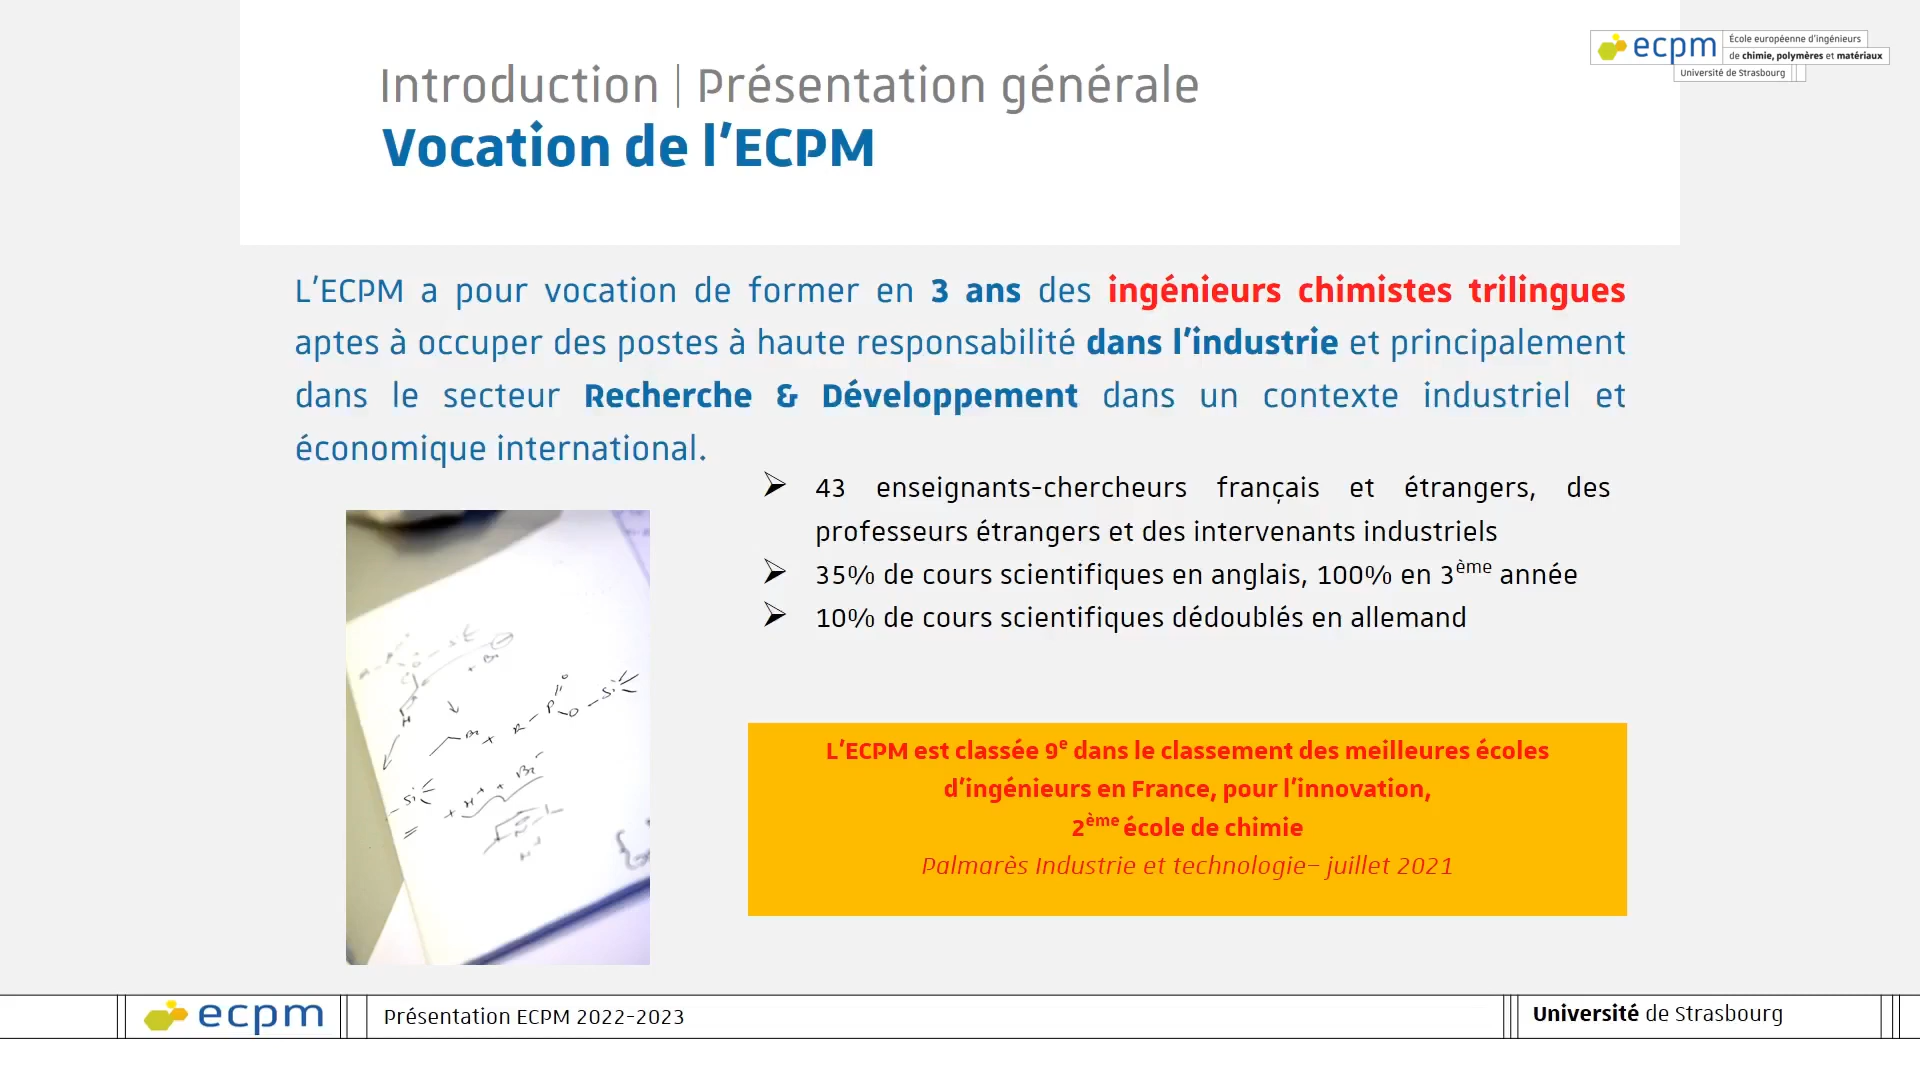 ecpm
École européenne d'ingénieurs
de chimie, polymères et matériaux
Université de Strasbourg
Introduction | Présentation générale
Vocation de l'ECPM
L'ECPM a pour vocation de former en 3 ans des ingénieurs chimistes trilingues
aptes à occuper des postes à haute responsabilité dans l'industrie et principalement
dans le secteur Recherche & Développement dans un contexte industriel et
économique international.
43 enseignants-chercheurs français et étrangers, des
professeurs étrangers et des intervenants industriels
35% de cours scientifiques en anglais, 100% en 3ème année
10% de cours scientifiques dédoublés en allemand
L'ECPM est classée 9e dans le classement des meilleures écoles
d'ingénieurs en France, pour l'innovation,
2ème école de chimie
Palmarès Industrie et technologie– juillet 2021
ecpm
Présentation ECPM 2022-2023
Université de Strasbourg